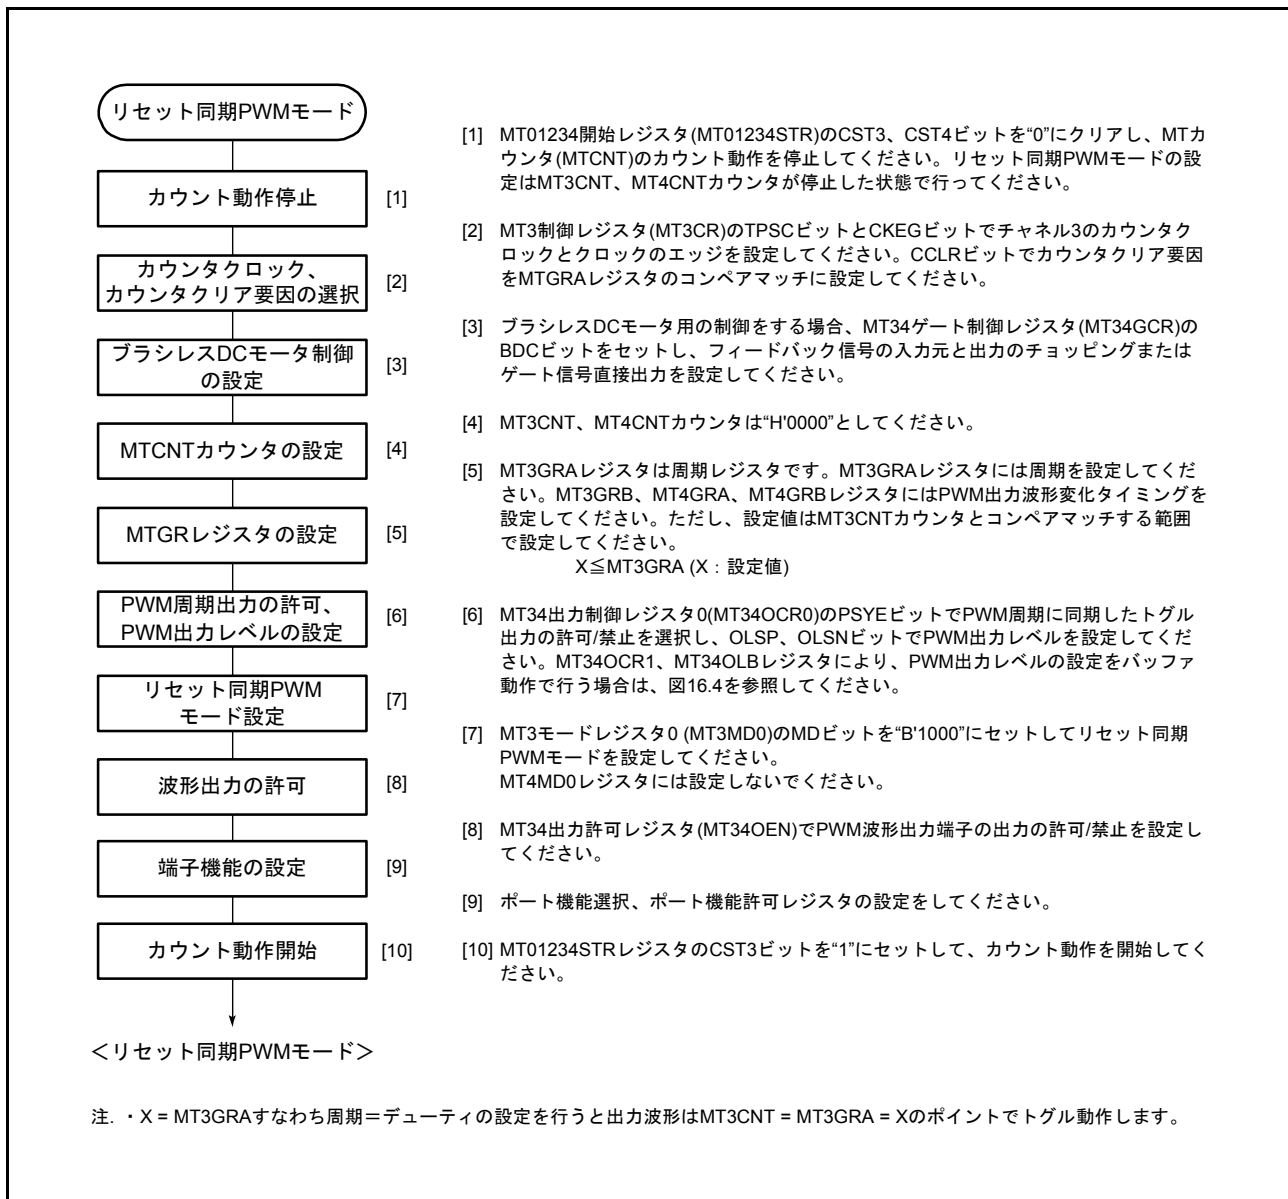 リセット同期PWMモード
カウント動作停止
[1]
カウンタクロック、
カウンタクリア要因の選択
[2]
ブラシレスDCモータ制御
の設定
[3]
MTCNTカウンタの設定
[4]
MTGRレジスタの設定
[5]
PWM周期出力の許可、
PWM出力レベルの設定
[6]
リセット同期PWM
モード設定
[7]
波形出力の許可
[8]
端子機能の設定
[9]
カウント動作開始
[10]
＜リセット同期PWMモード＞
[1] MT01234開始レジスタ(MT01234STR)のCST3、CST4ビットを“0”にクリアし、MTカ
ウンタ(MTCNT)のカウント動作を停止してください。リセット同期PWMモードの設
定はMT3CNT、MT4CNTカウンタが停止した状態で行ってください。
[2] MT3制御レジスタ(MT3CR)のTPSCビットとCKEGビットでチャネル3のカウンタク
ロックとクロックのエッジを設定してください。CCLRビットでカウンタクリア要因
をMTGRAレジスタのコンペアマッチに設定してください。
[3] ブラシレスDCモータ用の制御をする場合、MT34ゲート制御レジスタ(MT34GCR)の
BDCビットをセットし、フィードバック信号の入力元と出力のチョッピングまたは
ゲート信号直接出力を設定してください。
[4] MT3CNT、MT4CNTカウンタは“H'0000”としてください。
[5] MT3GRAレジスタは周期レジスタです。MT3GRAレジスタには周期を設定してくだ
さい。MT3GRB、MT4GRA、MT4GRBレジスタにはPWM出力波形変化タイミングを
設定してください。ただし、設定値はMT3CNTカウンタとコンペアマッチする範囲
で設定してください。
X≦MT3GRA (X：設定値)
[6] MT34出力制御レジスタ0(MT34OCR0)のPSYEビットでPWM周期に同期したトグル
出力の許可/禁止を選択し、OLSP、OLSNビットでPWM出力レベルを設定してくだ
さい。MT34OCR1、MT34OLBレジスタにより、PWM出力レベルの設定をバッファ
動作で行う場合は、図16.4を参照してください。
[7] MT3モードレジスタ0 (MT3MD0)のMDビットを“B'1000”にセットしてリセット同期
PWMモードを設定してください。
MT4MD0レジスタには設定しないでください。
[8] MT34出力許可レジスタ(MT34OEN)でPWM波形出力端子の出力の許可/禁止を設定し
てください。
[9] ポート機能選択、ポート機能許可レジスタの設定をしてください。
[10] MT01234STRレジスタのCST3ビットを“1”にセットして、カウント動作を開始してく
ださい。
注. ・X = MT3GRAすなわち周期＝デューティの設定を行うと出力波形はMT3CNT = MT3GRA = Xのポイントでトグル動作します。